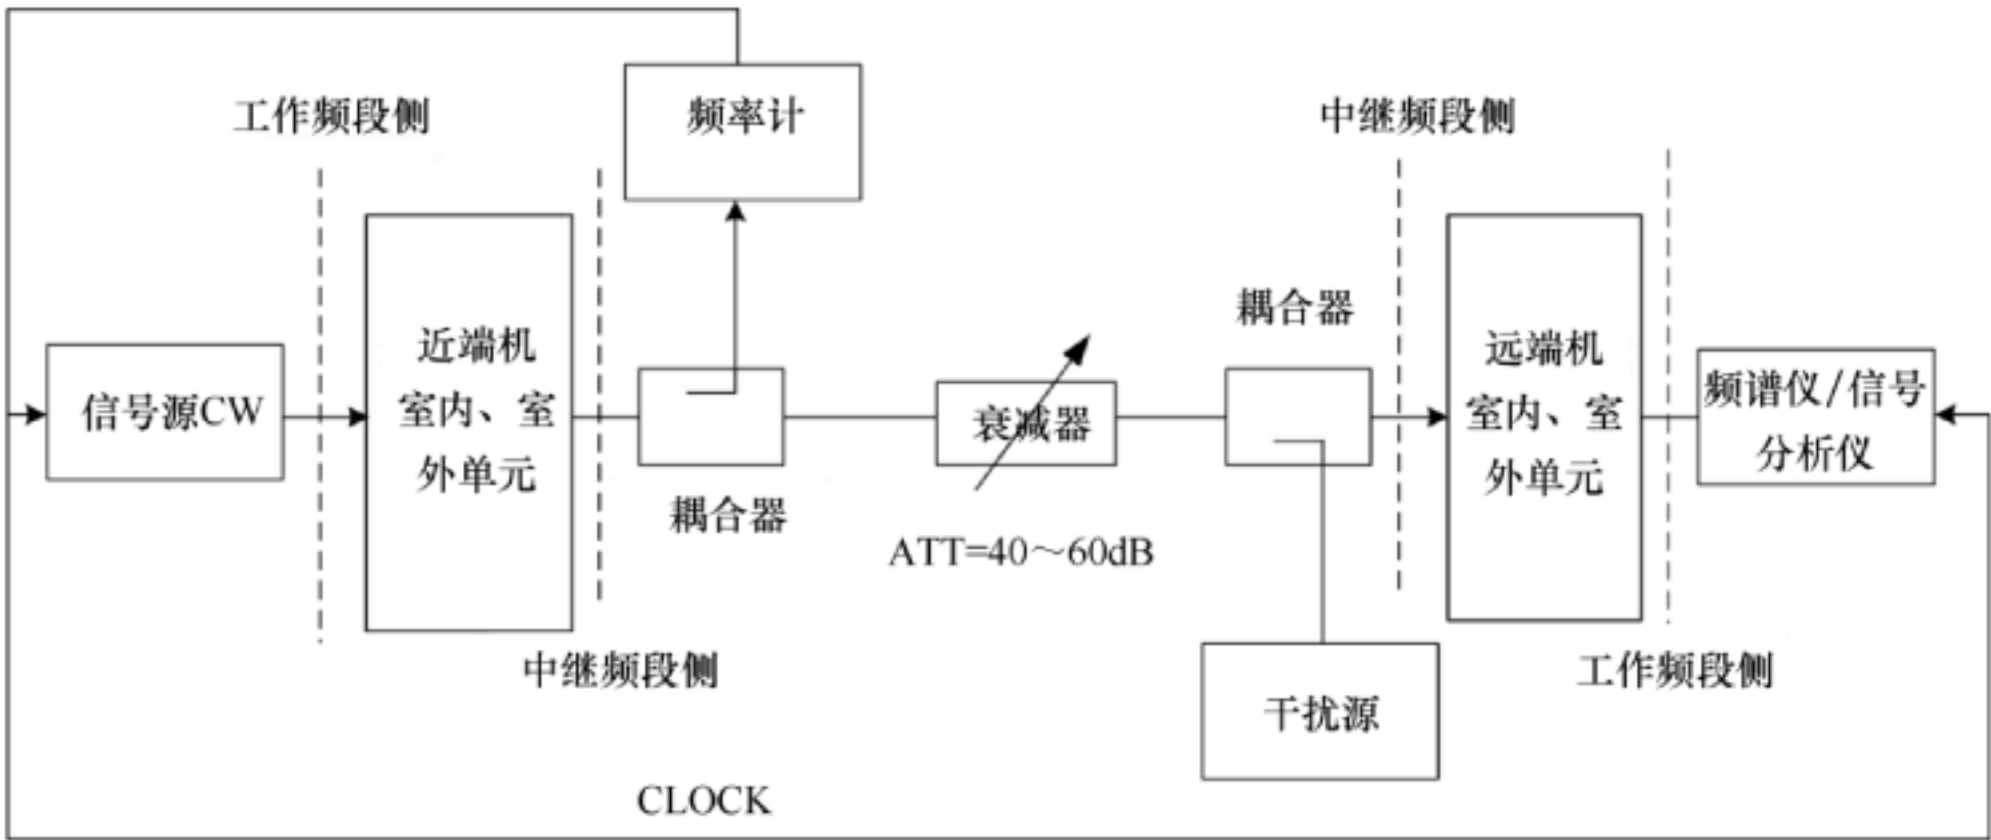 工作频段侧
频率计
中继频段侧
信号源CW
近端机
室内、室
外单元
耦合器
衰减器
ATT=40～60dB
耦合器
远端机
室内、室
外单元
频谱仪/信号
分析仪
中继频段侧
干扰源
工作频段侧
CLOCK